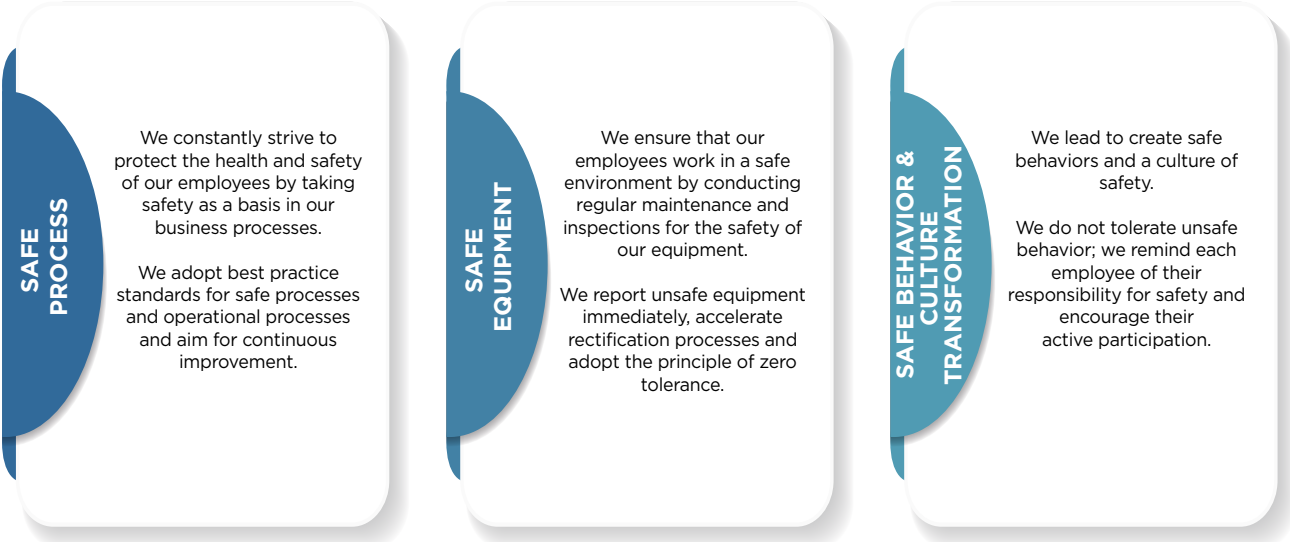 SAFE
PROCESS
We constantly strive to
protect the health and safety
of our employees by taking
safety as a basis in our
business processes.
We adopt best practice
standards for safe processes
and operational processes
and aim for continuous
improvement.
SAFE
EQUIPMENT
We ensure that our
employees work in a safe
environment by conducting
regular maintenance and
inspections for the safety of
our equipment.
We report unsafe equipment
immediately, accelerate
rectification processes and
adopt the principle of zero
tolerance.
SAFE BEHAVIOR &
CULTURE
TRANSFORMATION
We lead to create safe
behaviors and a culture of
safety.
We do not tolerate unsafe
behavior; we remind each
employee of their
responsibility for safety and
encourage their
active participation.